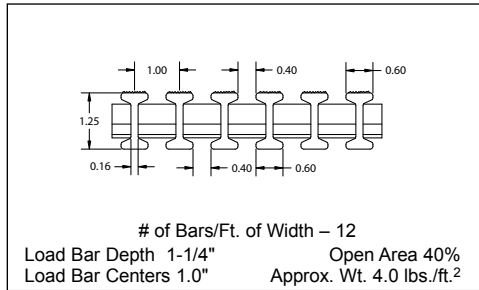 1.00 0.40 0.60
1.25
0.16 0.40 0.60
# of Bars/Ft. of Width – 12
Load Bar Depth 1-1/4" Open Area 40%
Load Bar Centers 1.0" Approx. Wt. 4.0 lbs./ft.²